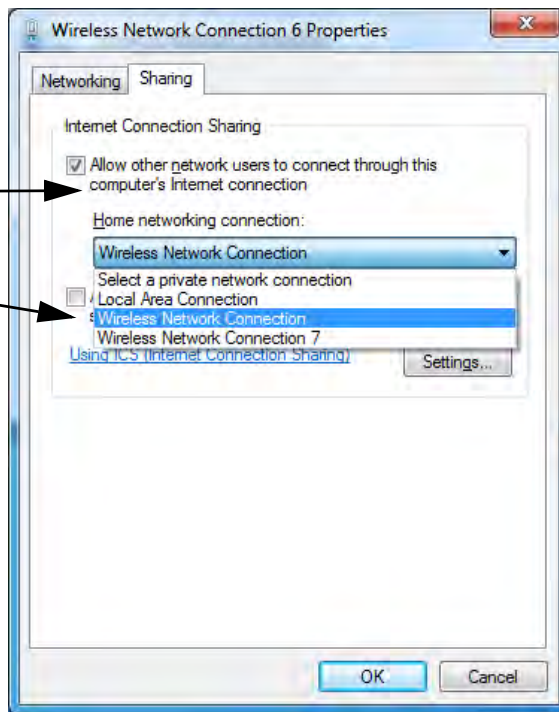 Wireless Network Connection 6 Properties
Networking
Sharing
Internet Connection Sharing
Allow other network users to connect through this
computer's Internet connection
Home networking connection:
Wireless Network Connection
Select a private network connection
Local Area Connection
Wireless Network Connection
Wireless Network Connection 7
Using ICS (Internet Connection Sharing)
Settings...
OK
Cancel